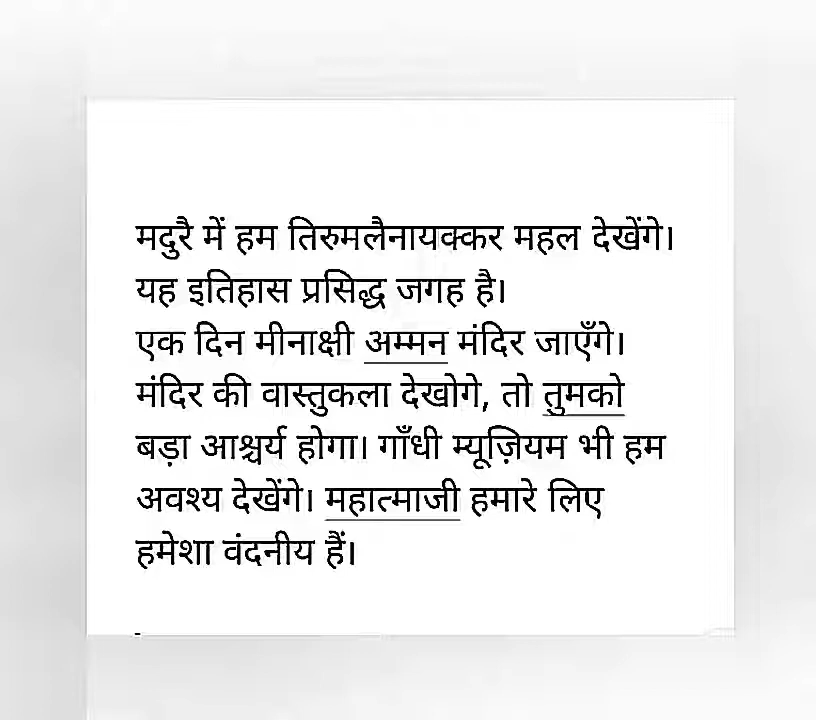 मदुरै में हम तिरुमलैनायक्कर महल देखेंगे।
यह इतिहास प्रसिद्ध जगह है।
एक दिन मीनाक्षी अम्मन मंदिर जाएँगे।
मंदिर की वास्तुकला देखोगे, तो तुमको
बड़ा आश्चर्य होगा। गाँधी म्यूज़ियम भी हम
अवश्य देखेंगे। महात्माजी हमारे लिए
हमेशा वंदनीय हैं।